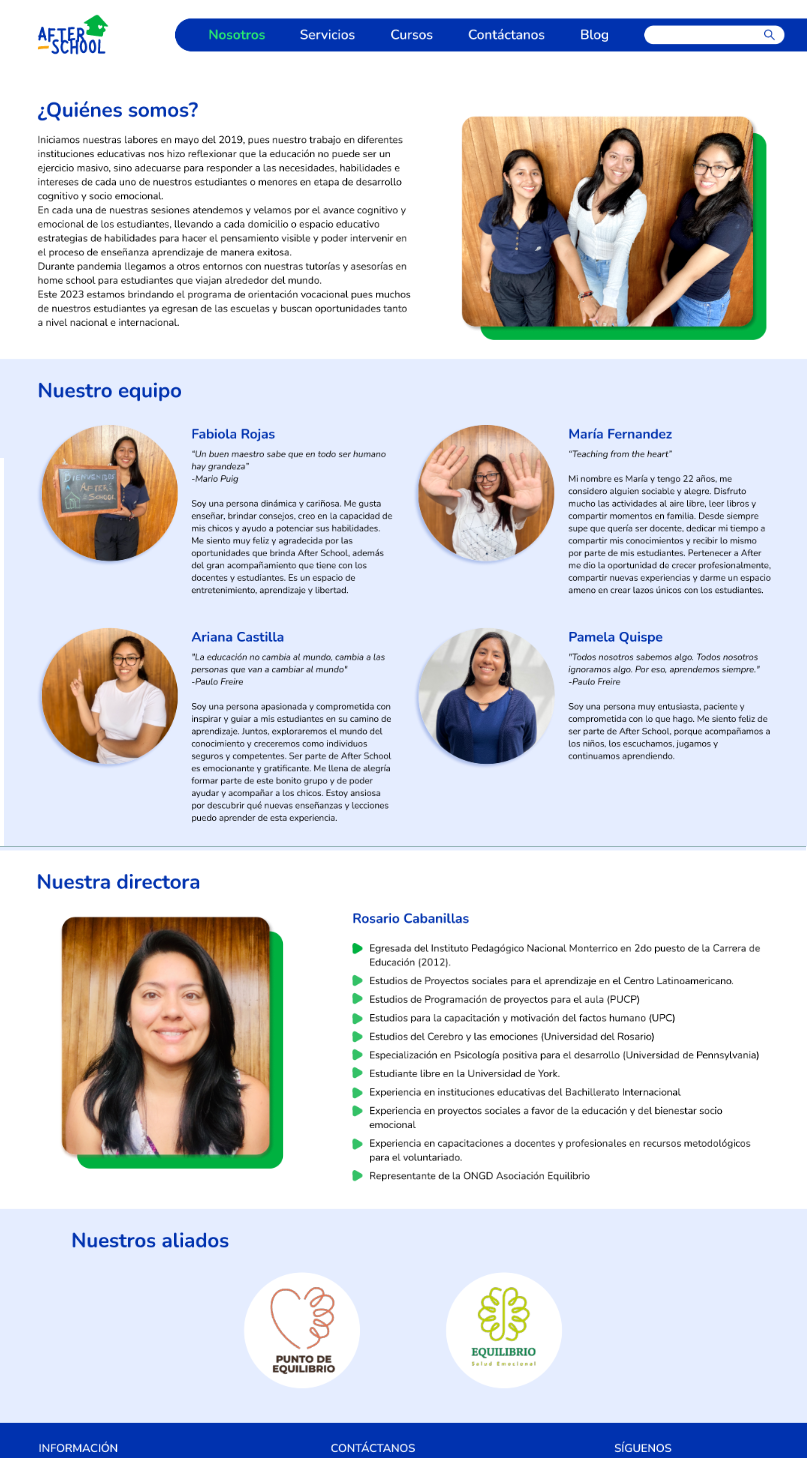 AFTER
SCHOOL
Nosotros
Servicios
Cursos
Contáctanos
Blog
¿Quiénes somos?
Iniciamos nuestras labores en mayo del 2019, pues nuestro trabajo en diferentes
instituciones educativas nos hizo reflexionar que la educación no puede ser un
ejercicio masivo, sino adecuarse para responder a las necesidades, habilidades e
intereses de cada uno de nuestros estudiantes o menores en etapa de desarrollo
cognitivo y socio emocional.
En cada una de nuestras sesiones atendemos y velamos por el avance cognitivo y
emocional de los estudiantes, llevando a cada domicilio o espacio educativo
estrategias de habilidades para hacer el pensamiento visible y poder intervenir en
el proceso de enseñanza aprendizaje de manera exitosa.
Durante pandemia llegamos a otros entornos con nuestras tutorías y asesorías en
home school para estudiantes que viajan alrededor del mundo.
Este 2023 estamos brindando el programa de orientación vocacional pues muchos
de nuestros estudiantes ya egresan de las escuelas y buscan oportunidades tanto
a nivel nacional e internacional.
Nuestro equipo
BIENVENIDOS
A
AFTER
SCHOOL
Fabiola Rojas
“Un buen maestro sabe que en todo ser humano
hay grandeza”
-Mario Puig
Soy una persona dinámica y cariñosa. Me gusta
enseñar, brindar consejos, creo en la capacidad de
mis chicos y ayudo a potenciar sus habilidades.
Me siento muy feliz y agradecida por las
oportunidades que brinda After School, además
del gran acompañamiento que tiene con los
docentes y estudiantes. Es un espacio de
entretenimiento, aprendizaje y libertad.
María Fernandez
“Teaching from the heart”
Mi nombre es María y tengo 22 años, me
considero alguien sociable y alegre. Disfruto
mucho las actividades al aire libre, leer libros y
compartir momentos en familia. Desde siempre
supe que quería ser docente, dedicar mi tiempo a
compartir mis conocimientos y recibir lo mismo
por parte de mis estudiantes. Pertenecer a After
me dio la oportunidad de crecer profesionalmente,
compartir nuevas experiencias y darme un espacio
ameno en crear lazos únicos con los estudiantes.
Ariana Castilla
"La educación no cambia al mundo, cambia a las
personas que van a cambiar al mundo"
-Paulo Freire
Soy una persona apasionada y comprometida con
inspirar y guiar a mis estudiantes en su camino de
aprendizaje. Juntos, exploraremos el mundo del
conocimiento y creceremos como individuos
seguros y competentes. Ser parte de After School
es emocionante y gratificante. Me llena de alegría
formar parte de este bonito grupo y de poder
ayudar y acompañar a los chicos. Estoy ansiosa
por descubrir qué nuevas enseñanzas y lecciones
puedo aprender de esta experiencia.
Pamela Quispe
"Todos nosotros sabemos algo. Todos nosotros
ignoramos algo. Por eso, aprendemos siempre."
-Paulo Freire
Soy una persona muy entusiasta, paciente y
comprometida con lo que hago. Me siento feliz de
ser parte de After School, porque acompañamos a
los niños, los escuchamos, jugamos y
continuamos aprendiendo.
Nuestra directora
Rosario Cabanillas
Egresada del Instituto Pedagógico Nacional Monterrico en 2do puesto de la Carrera de
Educación (2012).
Estudios de Proyectos sociales para el aprendizaje en el Centro Latinoamericano.
Estudios de Programación de proyectos para el aula (PUCP)
Estudios para la capacitación y motivación del factos humano (UPC)
Estudios del Cerebro y las emociones (Universidad del Rosario)
Especialización en Psicología positiva para el desarrollo (Universidad de Pennsylvania)
Estudiante libre en la Universidad de York.
Experiencia en instituciones educativas del Bachillerato Internacional
Experiencia en proyectos sociales a favor de la educación y del bienestar socio
emocional
Experiencia en capacitaciones a docentes y profesionales en recursos metodológicos
para el voluntariado.
Representante de la ONGD Asociación Equilibrio
Nuestros aliados
PUNTO DE
EQUILIBRIO
EQUILIBRIO
Salud Emocional
INFORMACIÓN
CONTÁCTANOS
SÍGUENOS